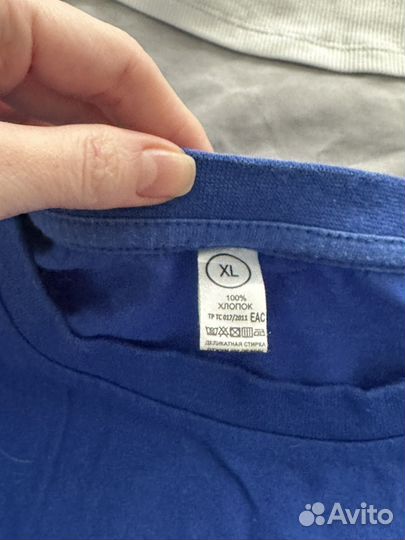 XL
100%
ХЛОПОК
ТР ТС 017/2011 EAC
ДЕЛИКАТНАЯ СТИРКА
Avito